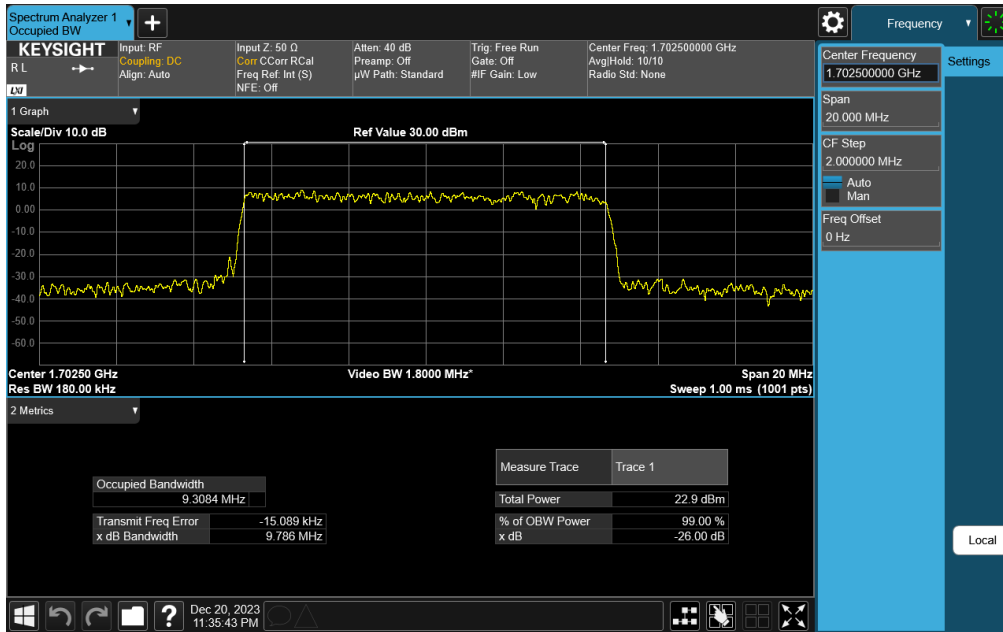 Spectrum Analyzer 1
Occupied BW
Frequency
KEYSIGHT
R L
LXI
Input: RF
Coupling: DC
Align: Auto
Input Z: 50 Ω
Corr CCorr RCal
Freq Ref: Int (S)
NFE: Off
Atten: 40 dB
Preamp: Off
µW Path: Standard
Trig: Free Run
Gate: Off
#IF Gain: Low
Center Freq: 1.702500000 GHz
Avg|Hold: 10/10
Radio Std: None
Center Frequency
1.702500000 GHz
Settings
Span
20.000 MHz
CF Step
2.000000 MHz
Auto
Man
Freq Offset
0 Hz
Local
1 Graph
Scale/Div 10.0 dB
Ref Value 30.00 dBm
Log
20.0
10.0
0.00
-10.0
-20.0
-30.0
-40.0
-50.0
-60.0
Center 1.70250 GHz
Video BW 1.8000 MHz*
Span 20 MHz
Res BW 180.00 kHz
Sweep 1.00 ms (1001 pts)
2 Metrics
Measure Trace Trace 1
Occupied Bandwidth
9.3084 MHz
Total Power 22.9 dBm
Transmit Freq Error -15.089 kHz
% of OBW Power 99.00 %
x dB Bandwidth 9.786 MHz
x dB -26.00 dB
?
Dec 20, 2023
11:35:43 PM